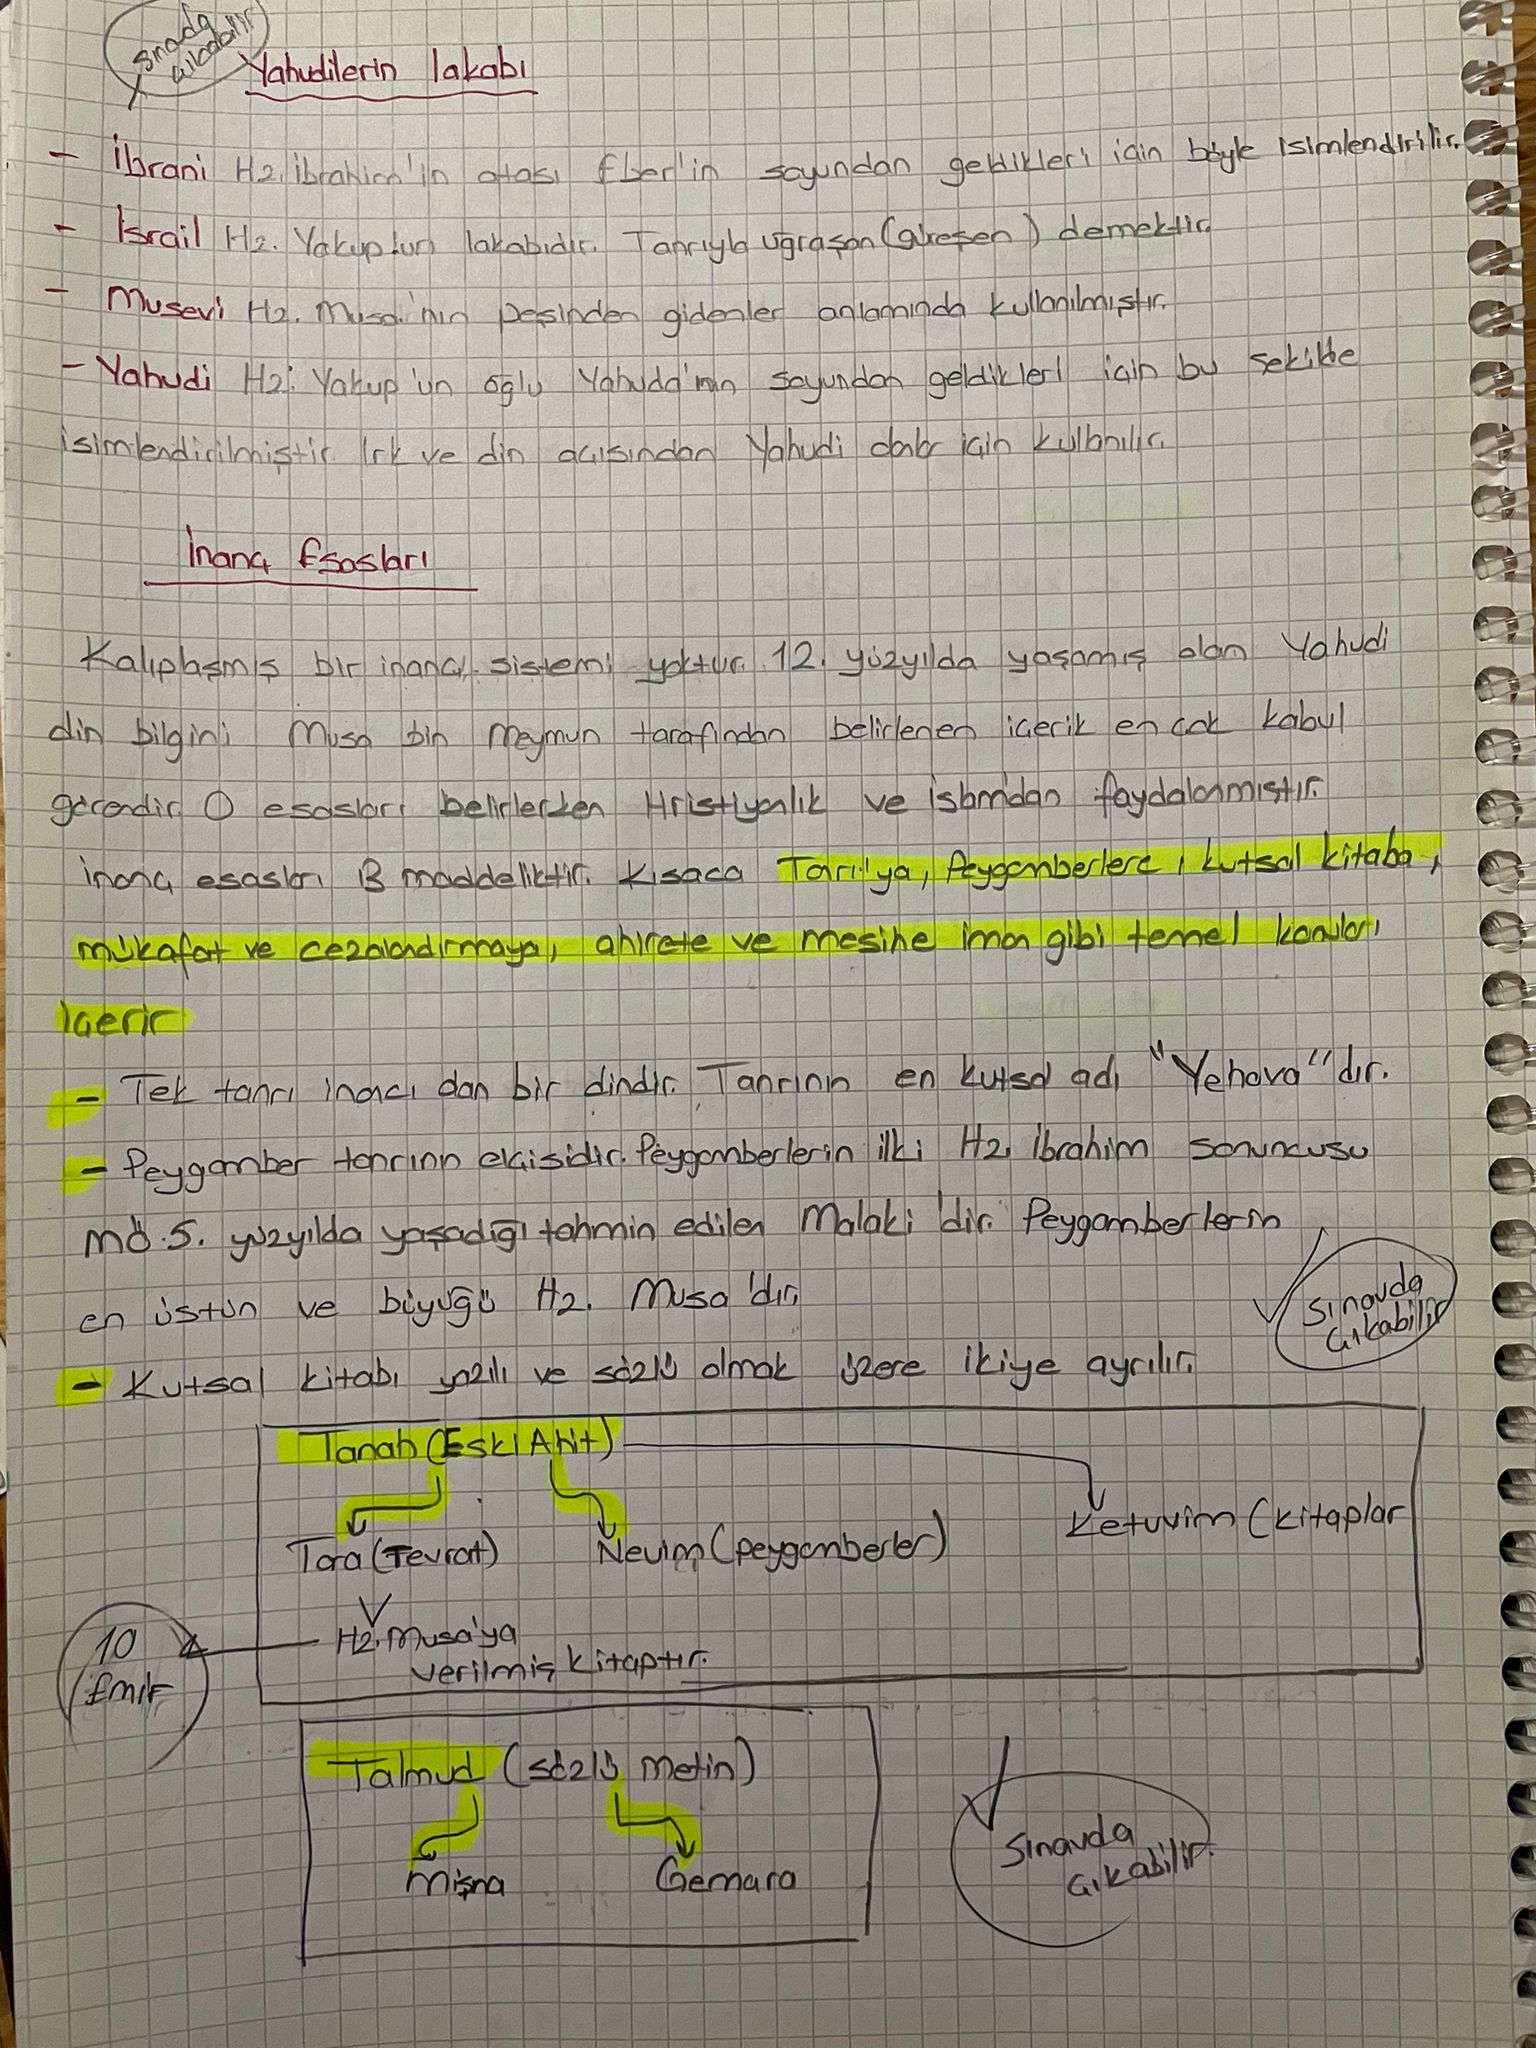 Sınavda
çıkabilir
Yahudilerin lakabı
- İbrani Hz. İbrahim'in atası Eber'in soyundan geldikleri için böyle isimlendirilir.
- İsrail Hz. Yakup'un lakabıdır. Tanrıyla uğraşan (güreşen) demektir.
- Musevi Hz. Musa'nın peşinden gidenler anlamında kullanılmıştır.
- Yahudi Hz. Yakup'un oğlu Yahuda'nın soyundan geldikleri için bu şekilde
isimlendirilmiştir. Irk ve din açısından Yahudi olanlar için kullanılır.
İnanç Esasları
Kalıplaşmış bir inanç sistemi yoktur. 12. yüzyılda yaşamış olan Yahudi
din bilgini Musa bin Meymun tarafından belirlenen içerik en çok kabul
görendir. O esasları belirlerken Hristiyanlık ve İslam'dan faydalanmıştır.
inanç esasları 13 maddeliktir. Kısaca Tanrı'ya, Peygamberlere, kutsal kitaba,
mükafat ve cezalandırmaya, ahirete ve mesihe iman gibi temel konuları
içerir
- Tek tanrı inancı olan bir dindir. Tanrının en kutsal adı "Yehova"dır.
- Peygamber tanrının elçisidir. Peygamberlerin ilki Hz. İbrahim sonuncusu
MÖ. 5. yüzyılda yaşadığı tahmin edilen Malaki'dir. Peygamberlerin
en üstün ve büyüğü Hz. Musa'dır.
Sınavda
çıkabilir
- Kutsal kitabı yazılı ve sözlü olmak üzere ikiye ayrılır.
Tanah (Eski Ahit)
Tora (Tevrat) Neviim (peygamberler) Ketuvim (kitaplar
Hz. Musa'ya
verilmiş kitaptır.
10
Emir
Talmud (sözlü metin)
Mişna Gemara
Sınavda
çıkabilir.